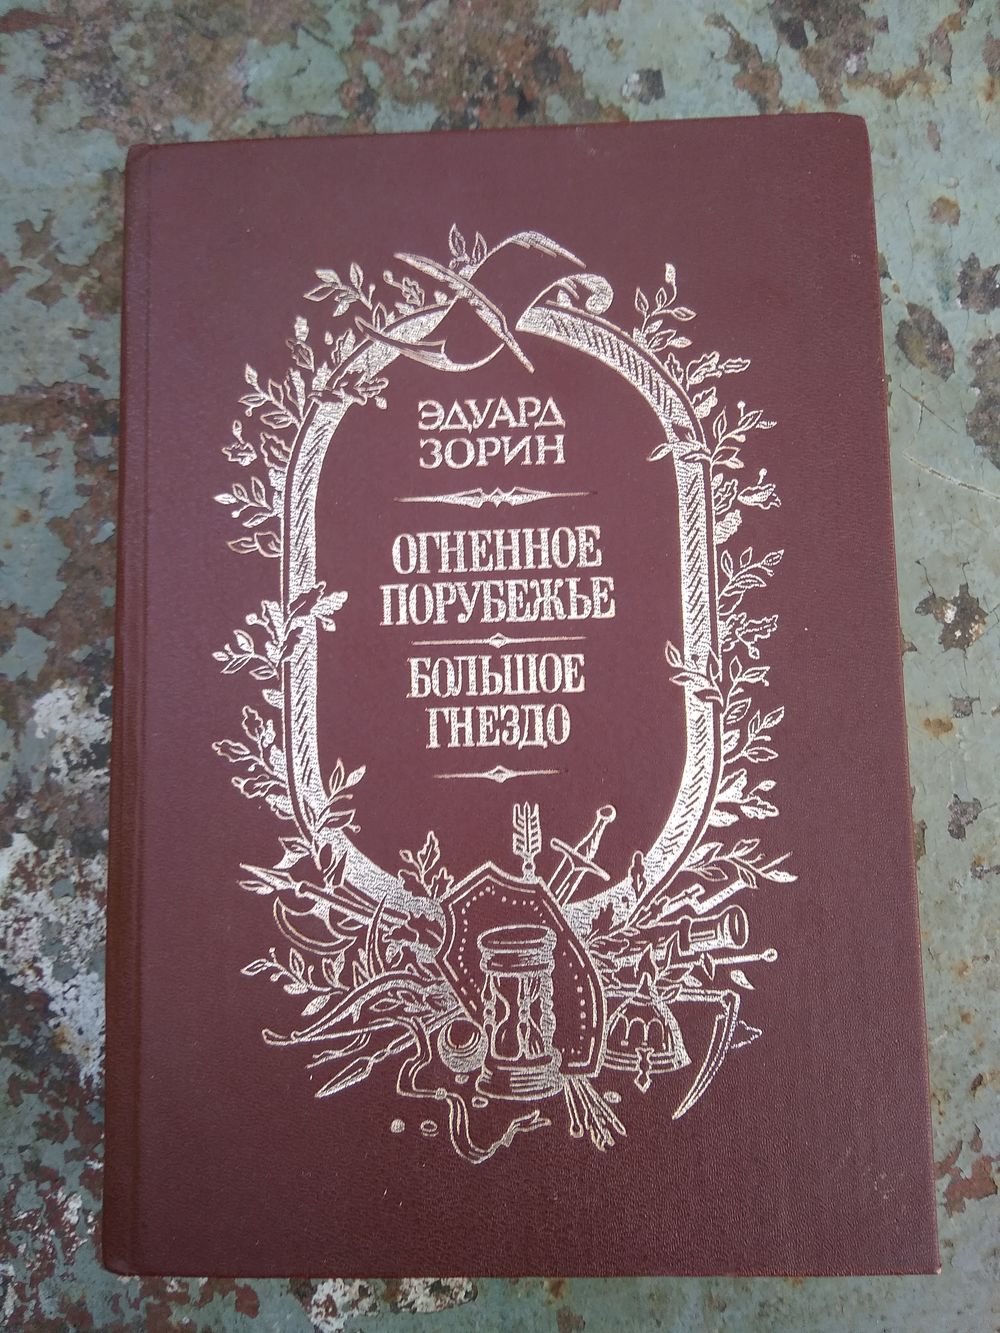 ЭДУАРД
ЗОРИН
ОГНЕННОЕ
ПОРУБЕЖЬЕ
БОЛЬШОЕ
ГНЕЗДО